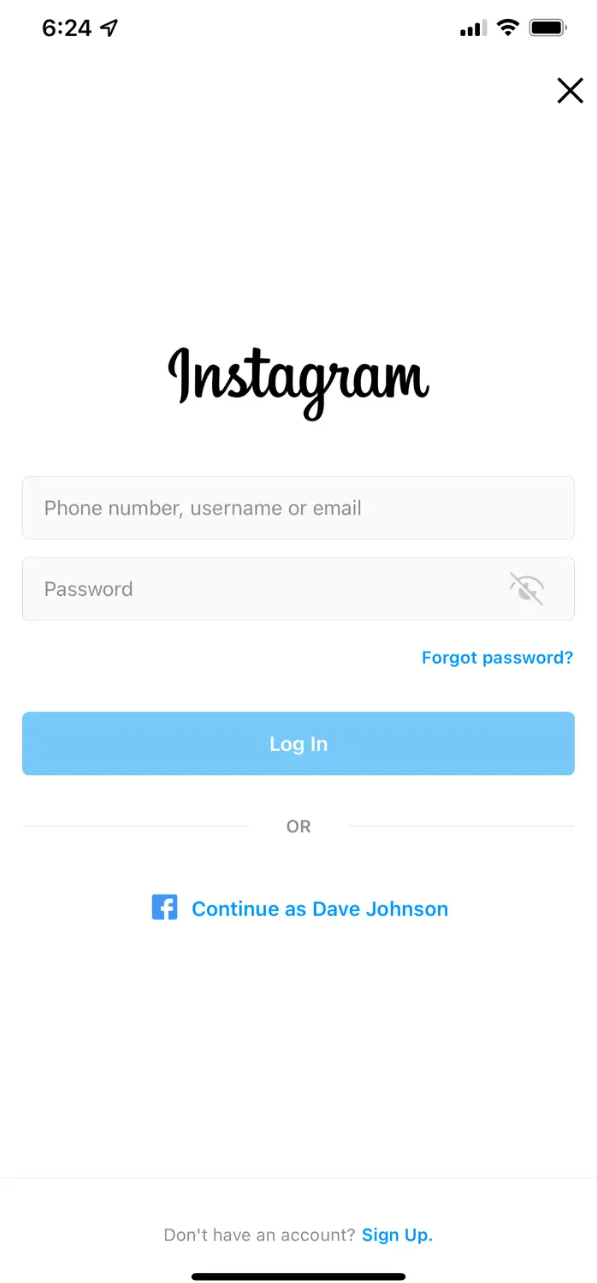 6:24
Instagram
Phone number, username or email
Password
Forgot password?
Log In
OR
Continue as Dave Johnson
Don't have an account? Sign Up.